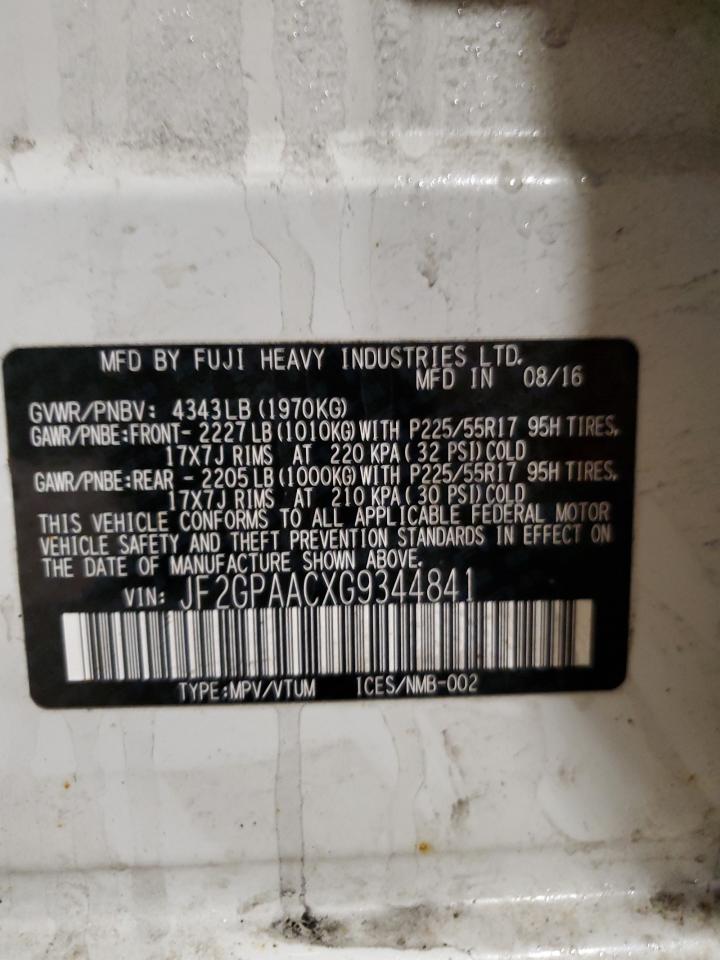 MFD BY FUJI HEAVY INDUSTRIES LTD.
MFD IN 08/16
GVWR/PNBV: 4343LB (1970KG)
GAWR/PNBE:FRONT- 2227LB (1010KG) WITH P225/55R17 95H TIRES,
17X7J RIMS AT 220 KPA( 32 PSI) COLD
GAWR/PNBE:REAR - 2205LB (1000KG) WITH P225/55R17 95H TIRES,
17X7J RIMS AT 210 KPA( 30 PSI) COLD
THIS VEHICLE CONFORMS TO ALL APPLICABLE FEDERAL MOTOR
VEHICLE SAFETY AND THEFT PREVENTION STANDARDS IN EFFECT ON
THE DATE OF MANUFACTURE SHOWN ABOVE.
VIN: JF2GPAACXG9344841
TYPE:MPV/VTUM ICES/NMB-002